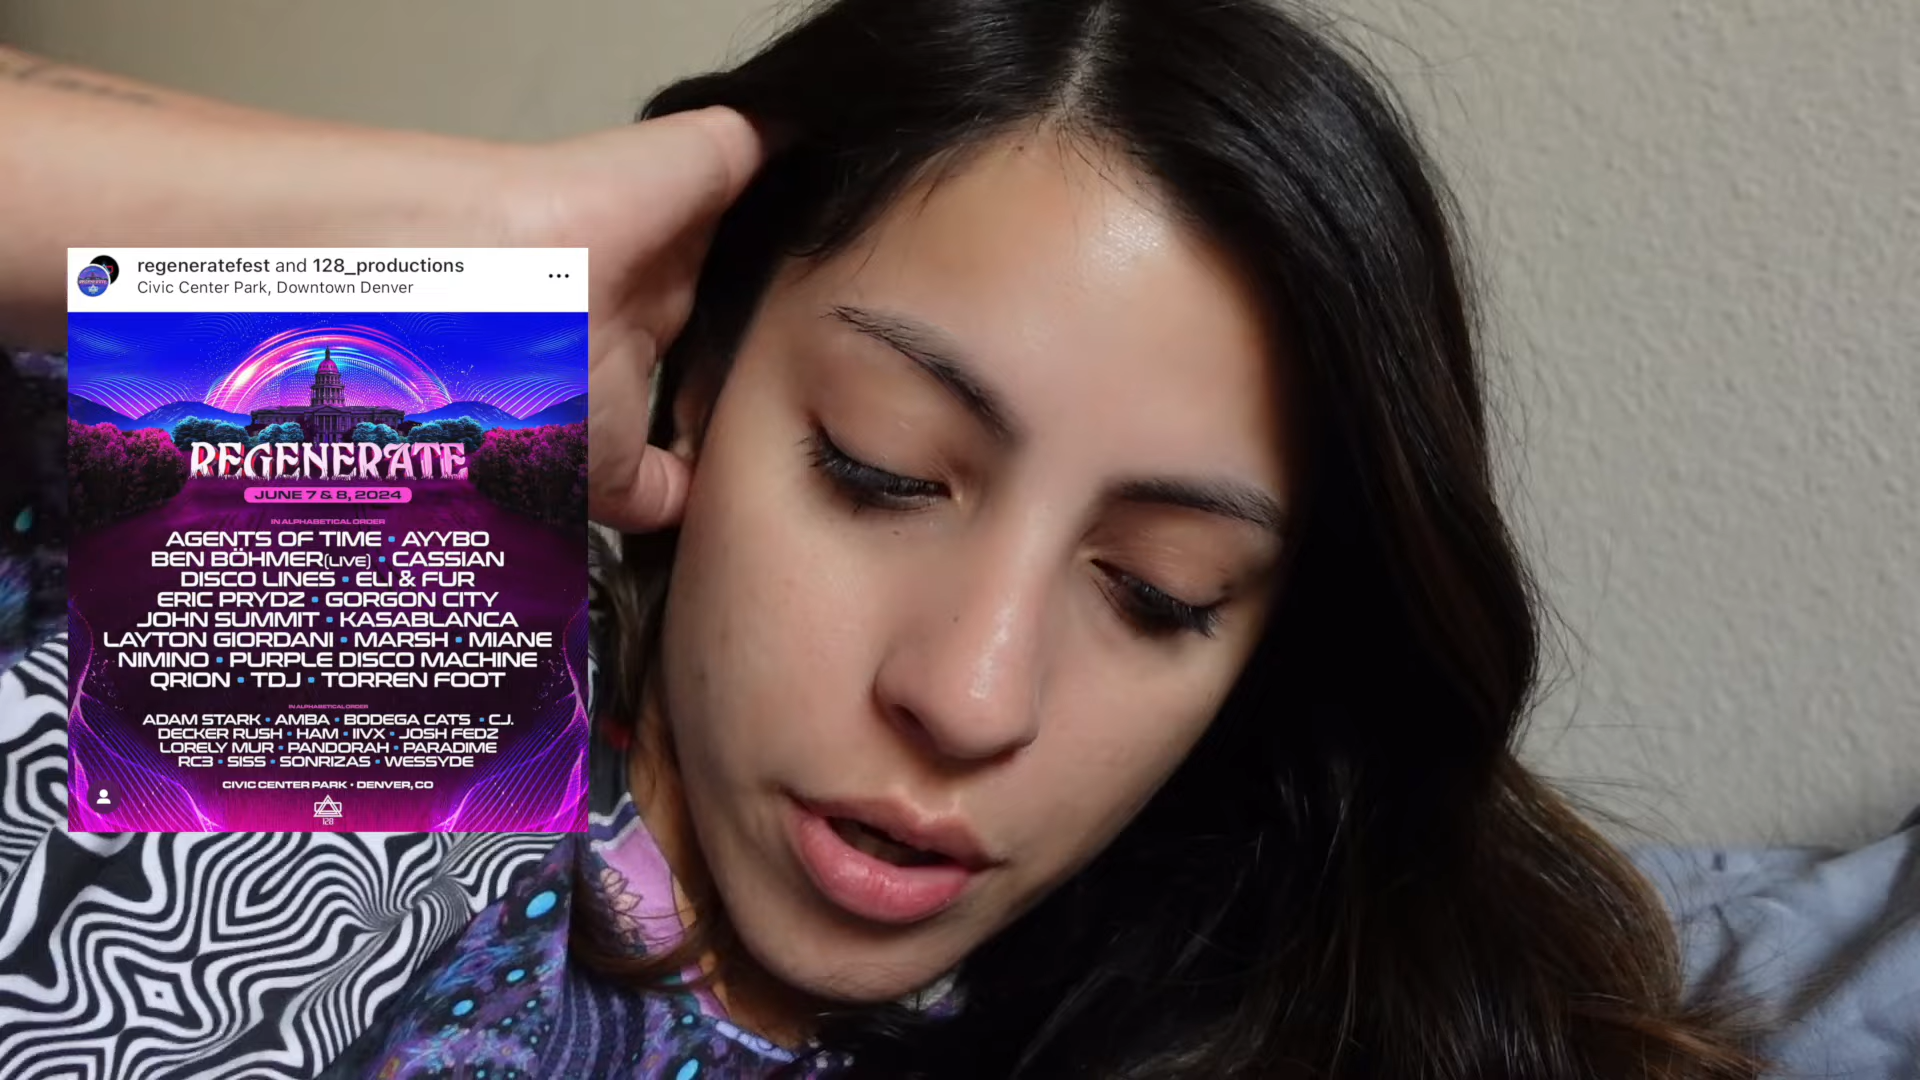 regeneratefest and 128_productions
Civic Center Park, Downtown Denver
REGENERATE
JUNE 7 & 8, 2024
IN ALPHABETICAL ORDER
AGENTS OF TIME • AYYBO
BEN BÖHMER(LIVE) • CASSIAN
DISCO LINES • ELI & FUR
ERIC PRYDZ • GORGON CITY
JOHN SUMMIT • KASABLANCA
LAYTON GIORDANI • MARSH • MIANE
NIMINO • PURPLE DISCO MACHINE
QRION • TDJ • TORREN FOOT
IN ALPHABETICAL ORDER
ADAM STARK • AMBA • BODEGA CATS • C.J.
DECKER RUSH • HAM • IIVX • JOSH FEDZ
LORELY MUR • PANDORAH • PARADIME
RC3 • SISS • SONRIZAS • WESSYDE
CIVIC CENTER PARK • DENVER, CO
128